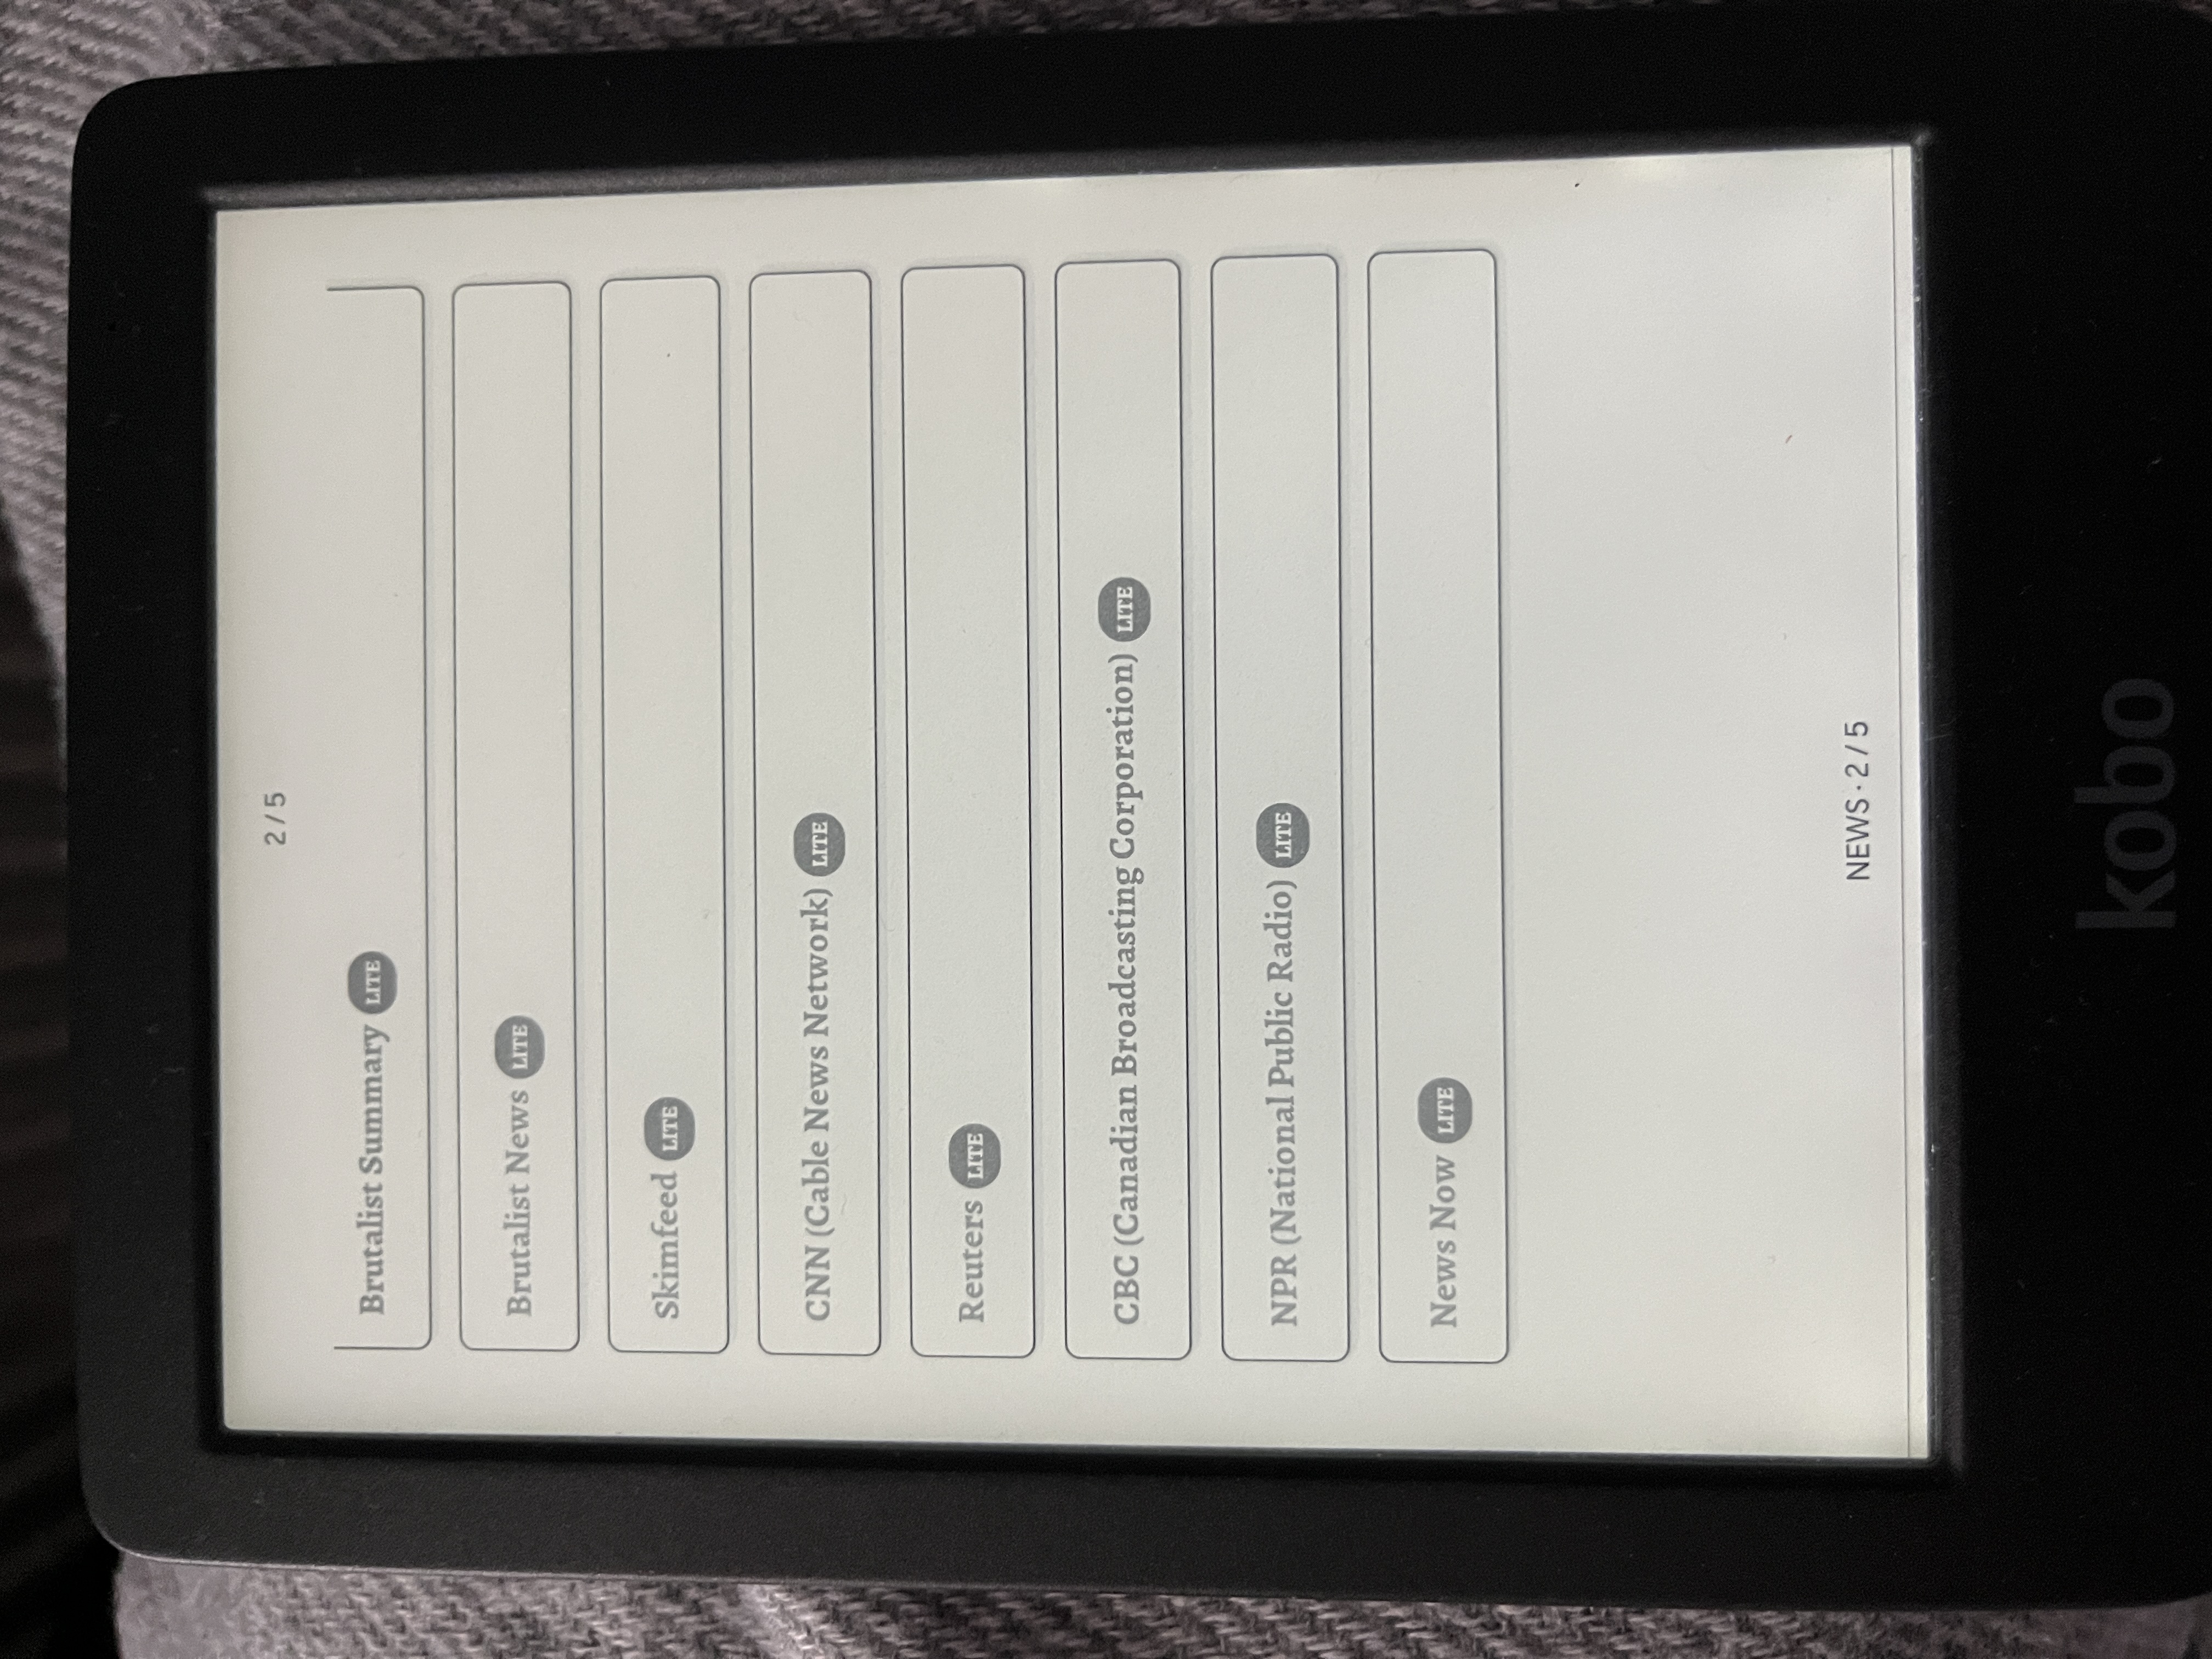 2 / 5
Brutalist Summary LITE
Brutalist News LITE
Skimfeed LITE
CNN (Cable News Network) LITE
Reuters LITE
CBC (Canadian Broadcasting Corporation) LITE
NPR (National Public Radio) LITE
News Now LITE
NEWS · 2 / 5
kobo